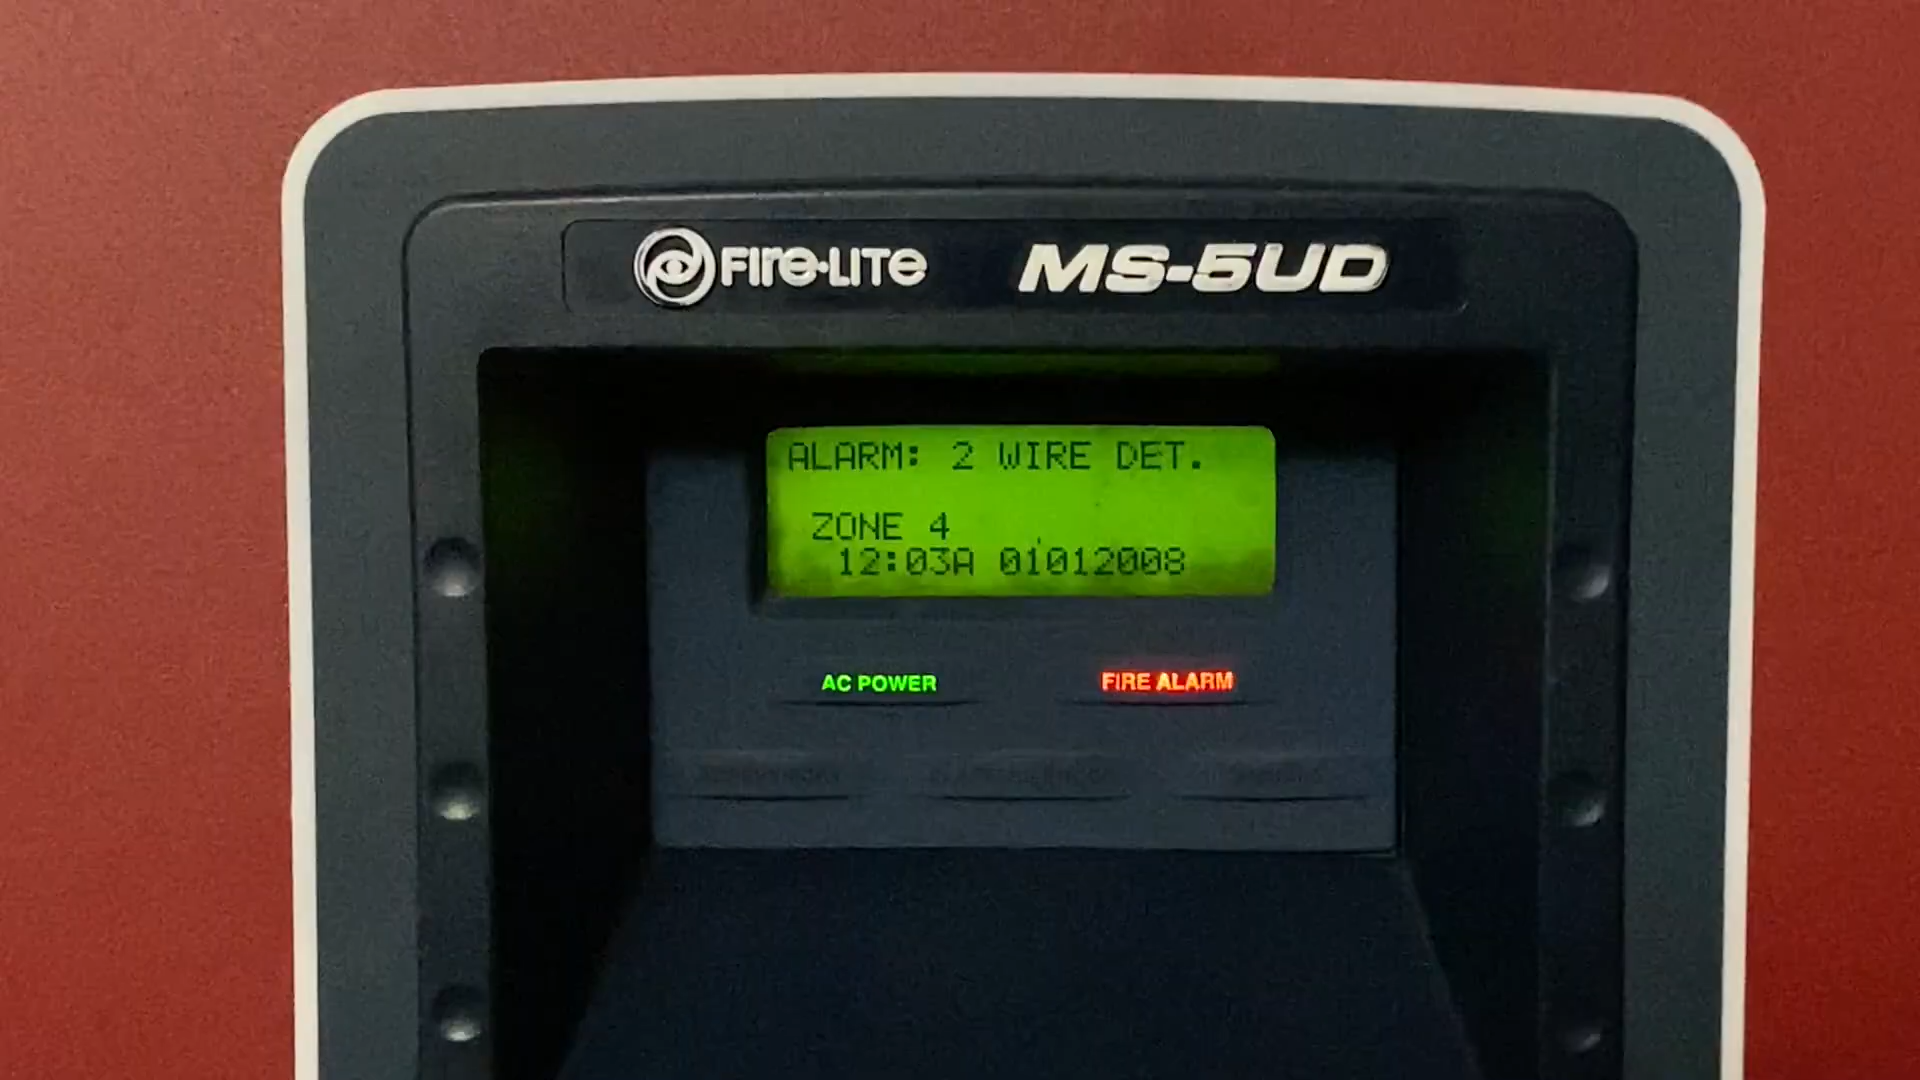 FIRE•LITE MS-5UD
ALARM: 2 WIRE DET.
ZONE 4
12:03A 01012008
AC POWER FIRE ALARM